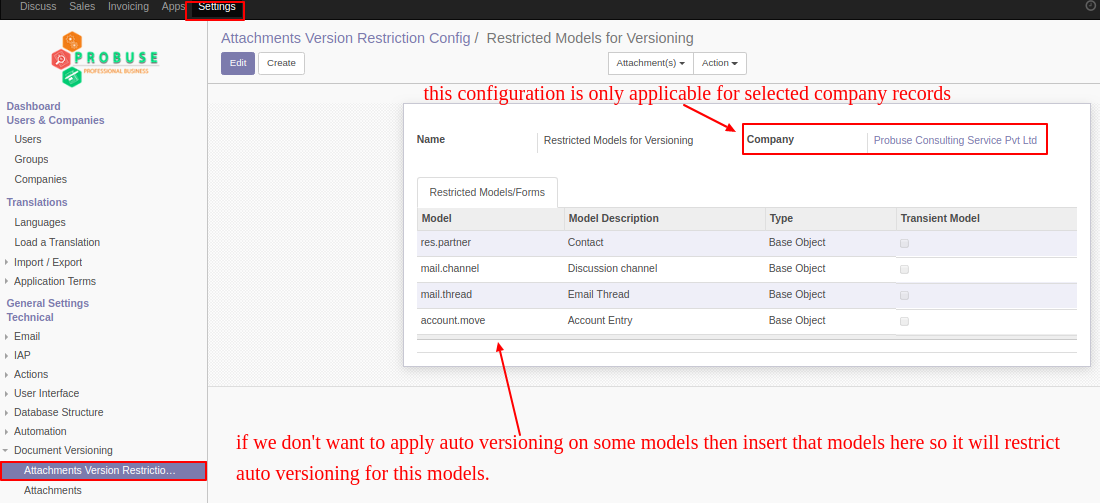 Discuss Sales Invoicing Apps Settings
PROBUSE
PROFESSIONAL BUSINESS
Attachments Version Restriction Config / Restricted Models for Versioning
Edit Create Attachment(s) Action
Dashboard
Users & Companies
Users
Groups
Companies
Translations
Languages
Load a Translation
Import / Export
Application Terms
General Settings
Technical
Email
IAP
Actions
User Interface
Database Structure
Automation
Document Versioning
Attachments Version Restrictio…
Attachments
this configuration is only applicable for selected company records
Name Restricted Models for Versioning Company Probuse Consulting Service Pvt Ltd
Restricted Models/Forms
Model Model Description Type Transient Model
res.partner Contact Base Object
mail.channel Discussion channel Base Object
mail.thread Email Thread Base Object
account.move Account Entry Base Object
if we don't want to apply auto versioning on some models then insert that models here so it will restrict
auto versioning for this models.